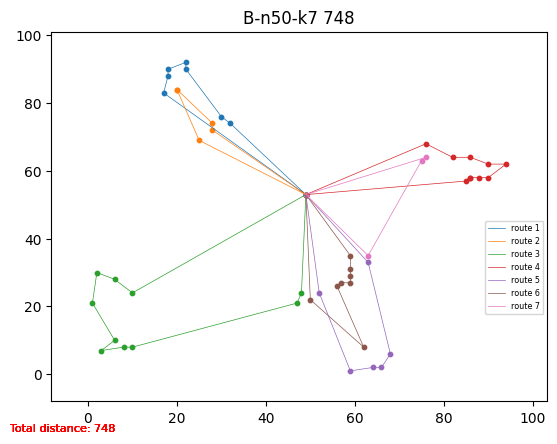 B-n50-k7 748
100
80
60
40
20
0
0 20 40 60 80 100
route 1
route 2
route 3
route 4
route 5
route 6
route 7
Total distance: 748